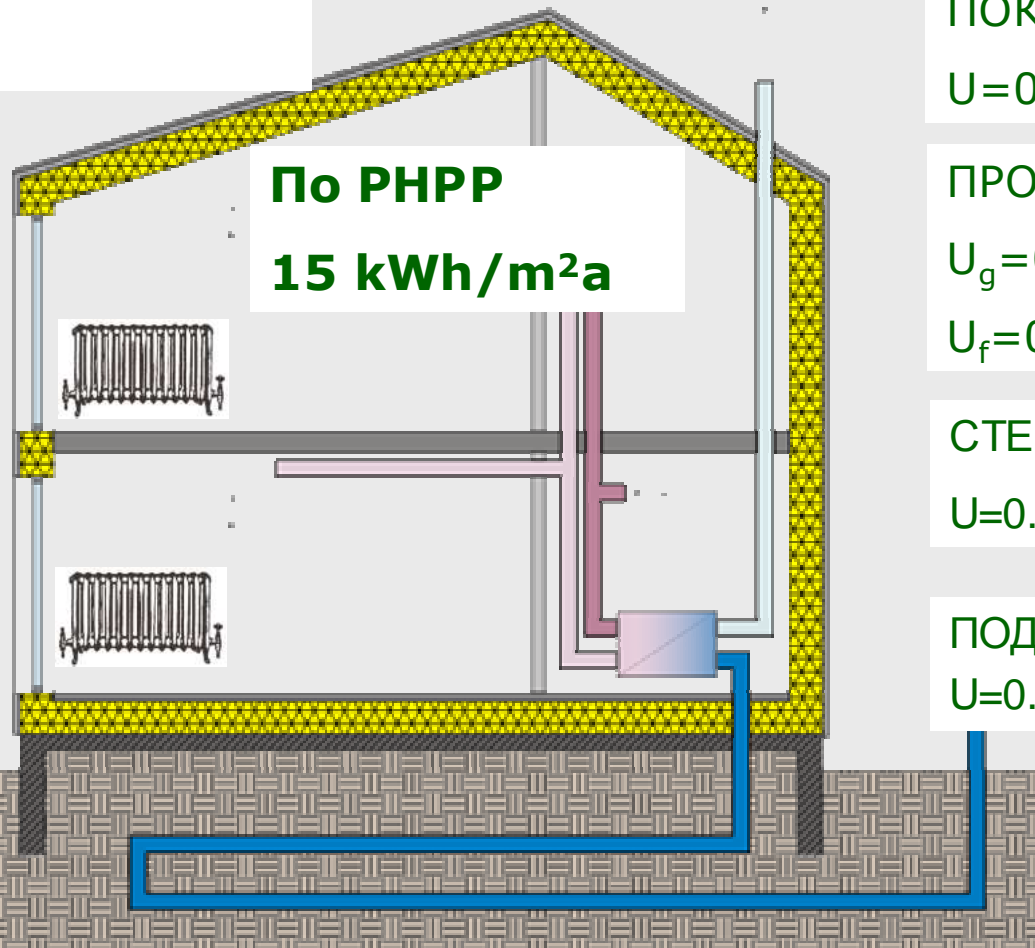 По PHPP
15 kWh/m²a
ПОК
U=0
ПРО
Ug=
Uf=0
СТЕ
U=0.
ПОД
U=0.